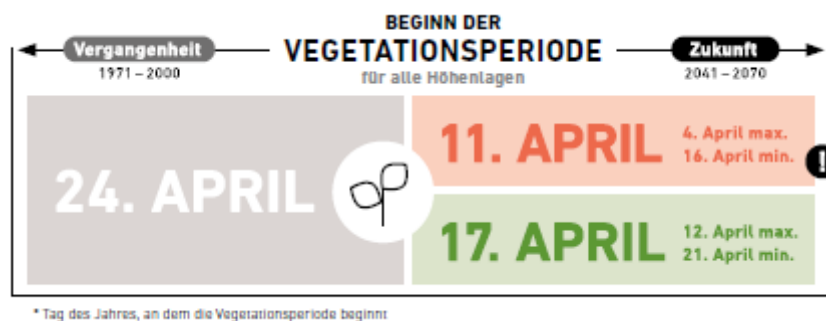 BEGINN DER
Vergangenheit
VEGETATIONSPERIODE
Zukunft
1971 – 2000
für alle Höhenlagen
2041 – 2070
24. APRIL
11. APRIL
4. April max.
16. April min.
!
17. APRIL
12. April max.
21. April min.
* Tag des Jahres, an dem die Vegetationsperiode beginnt